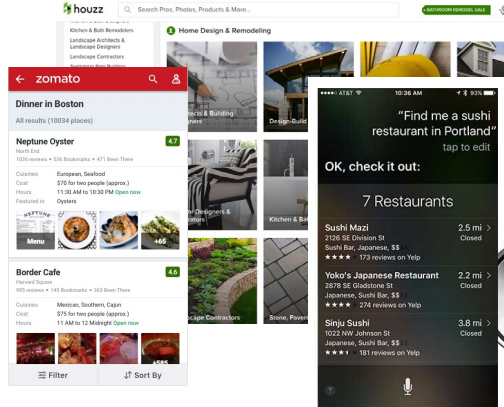 houzz
Search Pros, Photos, Products & More...
BATHROOM REMODEL SALE
Kitchen & Bath Remodelers
Landscape Architects &
Landscape Designers
Landscape Contractors
1 Home Design & Remodeling
Design-Build
Kitchen & Bat
Stone, Paver
zomato
Dinner in Boston
All results (10034 places)
Neptune Oyster
4.7
North End
1036 reviews • 526 Bookmarks • 471 Been There
Cuisines European, Seafood
Cost $70 for two people (approx.)
Hours 11:30 AM to 10:30 PM Open now
Featured in Oysters
NEPTUNE
Menu
+65
Border Cafe
4.6
Harvard Square
995 reviews • 145 Bookmarks • 363 Been There
Cuisines Mexican, Southern, Cajun
Cost $75 for two people (approx.)
Hours 11 AM to 12 Midnight Open now
+585
Filter
Sort By
AT&T 10:36 AM 93%
“Find me a sushi
restaurant in Portland”
tap to edit
OK, check it out:
7 Restaurants
Sushi Mazi 2.5 mi
2126 SE Division St Closed
Sushi Bar, Japanese, $$
173 reviews on Yelp
Yoko's Japanese Restaurant 2.2 mi
2878 SE Gladstone St Closed
Japanese, Sushi Bar, $$
274 reviews on Yelp
Sinju Sushi 3.8 mi
1022 NW Johnson St Closed
Japanese, Sushi Bar, $$
181 reviews on Yelp
?